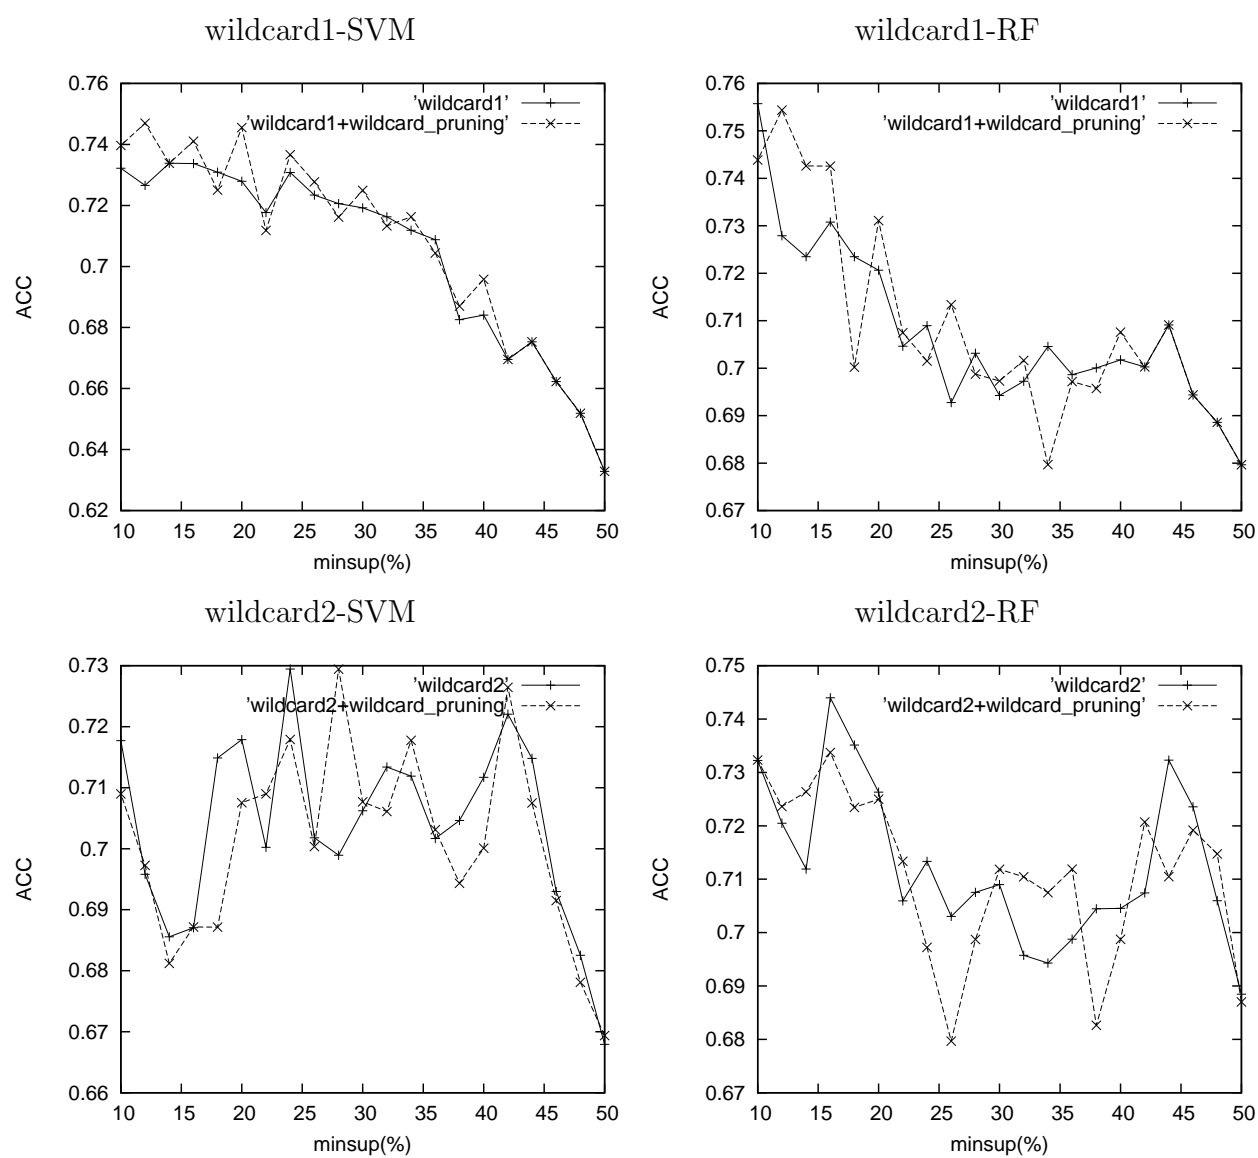 wildcard1-SVM
0.76
0.74
0.72
0.7
0.68
0.66
0.64
0.62
ACC
'wildcard1'
'wildcard1+wildcard_pruning'
10 15 20 25 30 35 40 45 50
minsup(%)
wildcard1-RF
0.76
0.75
0.74
0.73
0.72
0.71
0.7
0.69
0.68
0.67
ACC
'wildcard1'
'wildcard1+wildcard_pruning'
10 15 20 25 30 35 40 45 50
minsup(%)
wildcard2-SVM
0.73
0.72
0.71
0.7
0.69
0.68
0.67
0.66
ACC
'wildcard2'
'wildcard2+wildcard_pruning'
10 15 20 25 30 35 40 45 50
minsup(%)
wildcard2-RF
0.75
0.74
0.73
0.72
0.71
0.7
0.69
0.68
0.67
ACC
'wildcard2'
'wildcard2+wildcard_pruning'
10 15 20 25 30 35 40 45 50
minsup(%)